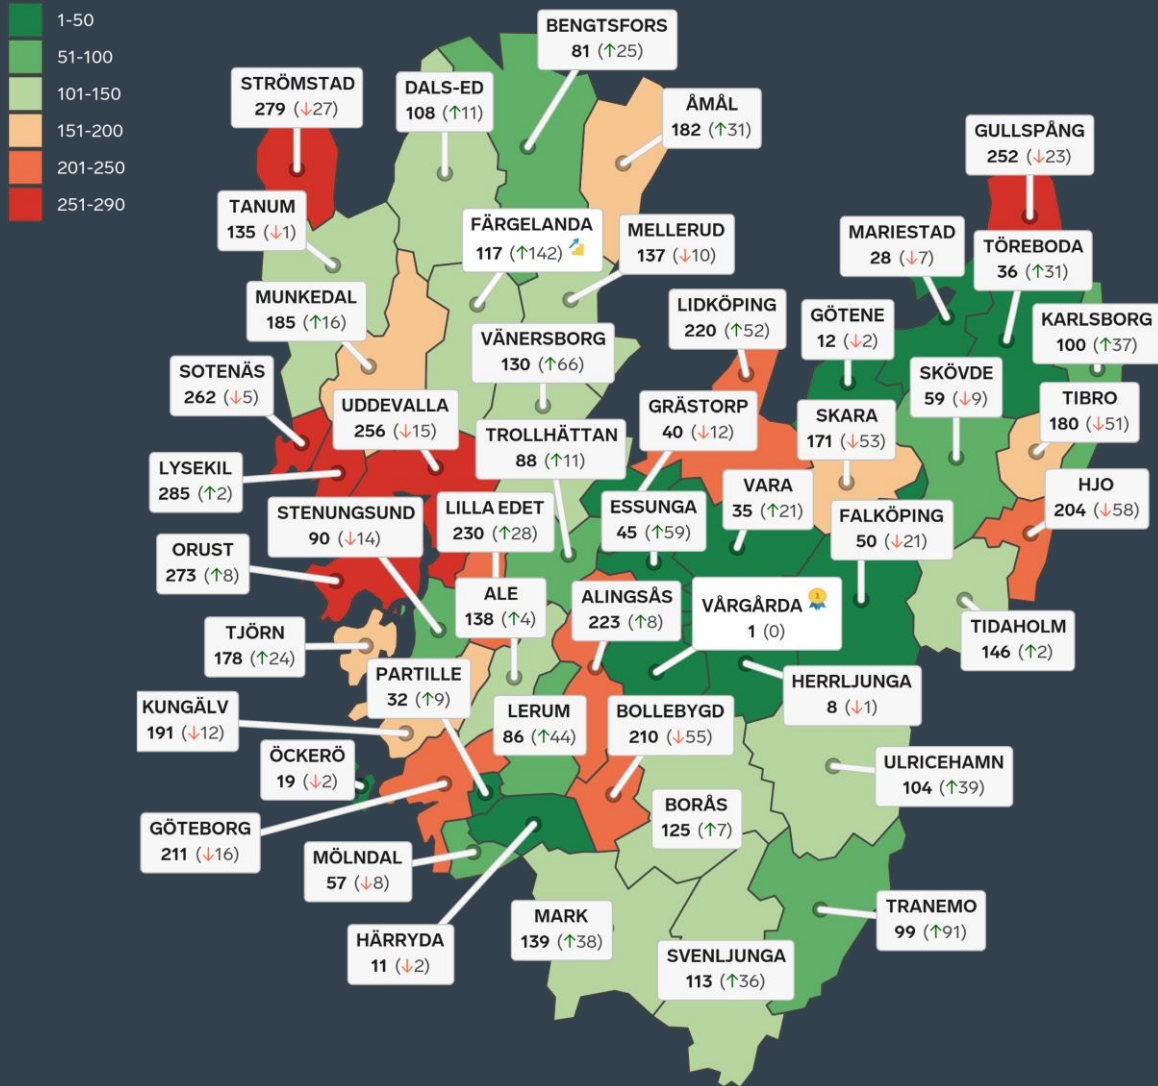 1-50
51-100
101-150
151-200
201-250
251-290
BENGTSFORS
81 (↑25)
STRÖMSTAD
279 (↓27)
DALS-ED
108 (↑11)
ÅMÅL
182 (↑31)
GULLSPÅNG
252 (↓23)
TANUM
135 (↓1)
FÄRGELANDA
117 (↑142)
MELLERUD
137 (↓10)
MARIESTAD
28 (↓7)
TÖREBODA
36 (↑31)
MUNKEDAL
185 (↑16)
LIDKÖPING
220 (↑52)
GÖTENE
12 (↓2)
KARLSBORG
100 (↑37)
VÄNERSBORG
130 (↑66)
SOTENÄS
262 (↓5)
SKÖVDE
59 (↓9)
UDDEVALLA
256 (↓15)
GRÄSTORP
40 (↓12)
SKARA
171 (↓53)
TIBRO
180 (↓51)
TROLLHÄTTAN
88 (↑11)
LYSEKIL
285 (↑2)
VARA
35 (↑21)
HJO
204 (↓58)
STENUNGSUND
90 (↓14)
LILLA EDET
230 (↑28)
ESSUNGA
45 (↑59)
FALKÖPING
50 (↓21)
ORUST
273 (↑8)
ALE
138 (↑4)
ALINGSÅS
223 (↑8)
VÅRGÅRDA
1
1 (0)
TJÖRN
178 (↑24)
TIDAHOLM
146 (↑2)
PARTILLE
32 (↑9)
HERRLJUNGA
8 (↓1)
KUNGÄLV
191 (↓12)
LERUM
86 (↑44)
BOLLEBYGD
210 (↓55)
ÖCKERÖ
19 (↓2)
ULRICEHAMN
104 (↑39)
BORÅS
125 (↑7)
GÖTEBORG
211 (↓16)
MÖLNDAL
57 (↓8)
TRANEMO
99 (↑91)
MARK
139 (↑38)
HÄRRYDA
11 (↓2)
SVENLJUNGA
113 (↑36)